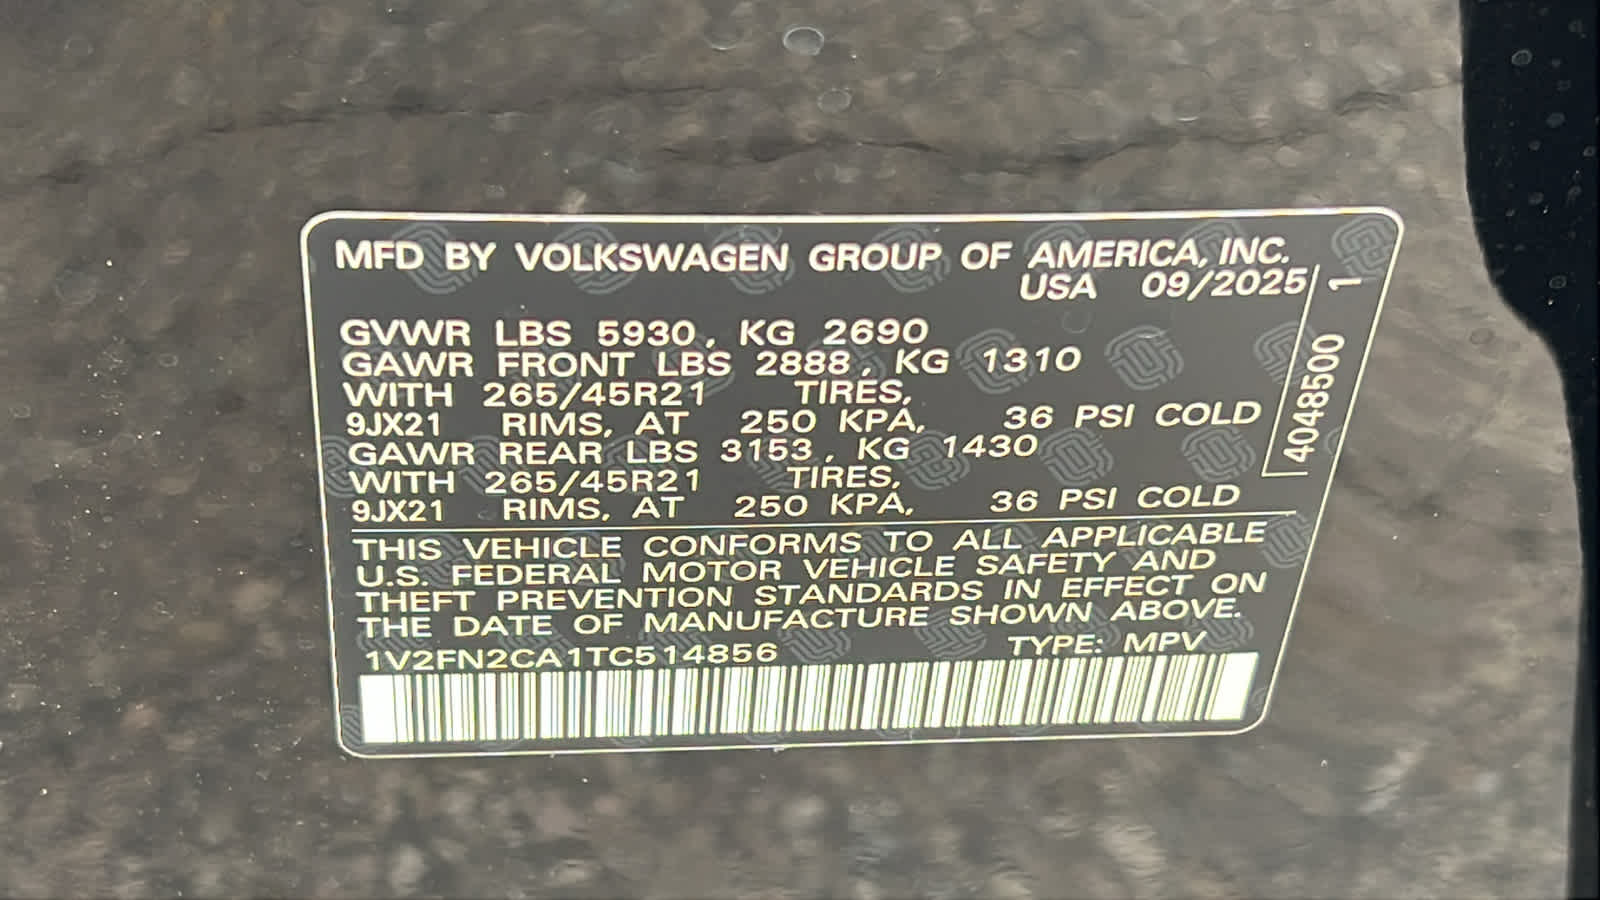 MFD BY VOLKSWAGEN GROUP OF AMERICA, INC.
USA 09/2025
GVWR LBS 5930, KG 2690
GAWR FRONT LBS 2888, KG 1310
WITH 265/45R21 TIRES,
9JX21 RIMS, AT 250 KPA, 36 PSI COLD
GAWR REAR LBS 3153, KG 1430
WITH 265/45R21 TIRES,
9JX21 RIMS, AT 250 KPA, 36 PSI COLD
THIS VEHICLE CONFORMS TO ALL APPLICABLE
U.S. FEDERAL MOTOR VEHICLE SAFETY AND
THEFT PREVENTION STANDARDS IN EFFECT ON
THE DATE OF MANUFACTURE SHOWN ABOVE.
1V2FN2CA1TC514856 TYPE: MPV
4048500 1